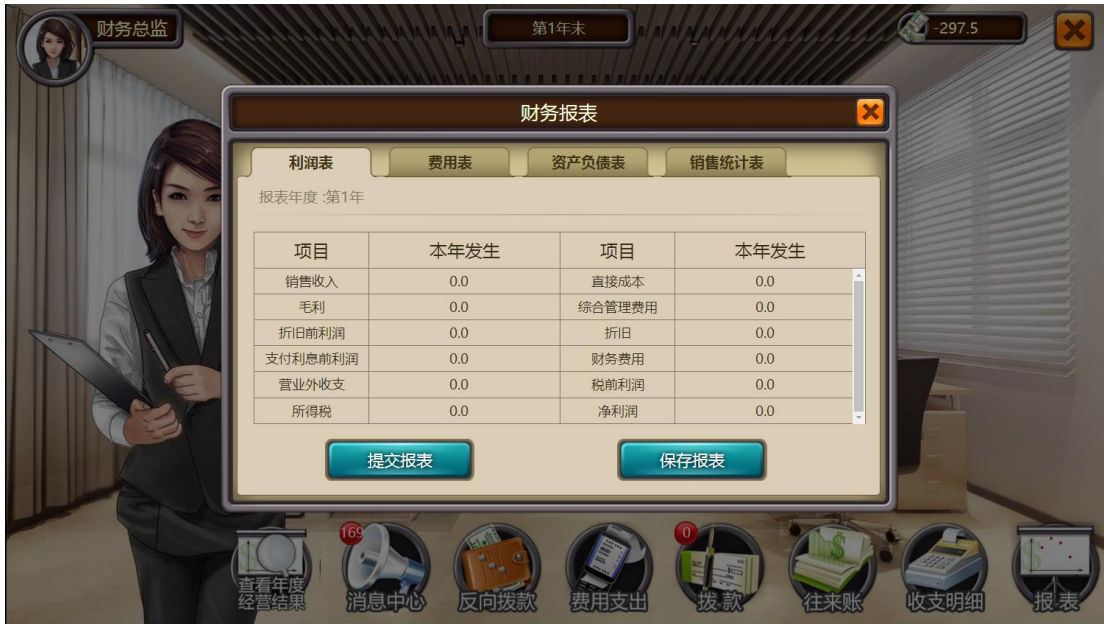 财务总监
第1年末
-297.5
财务报表
利润表 费用表 资产负债表 销售统计表
报表年度 :第1年
项目 本年发生 项目 本年发生
销售收入 0.0 直接成本 0.0
毛利 0.0 综合管理费用 0.0
折旧前利润 0.0 折旧 0.0
支付利息前利润 0.0 财务费用 0.0
营业外收支 0.0 税前利润 0.0
所得税 0.0 净利润 0.0
提交报表 保存报表
169 0
查看年度
经营结果 消息中心 反向拨款 费用支出 拨 款 往来账 收支明细 报 表